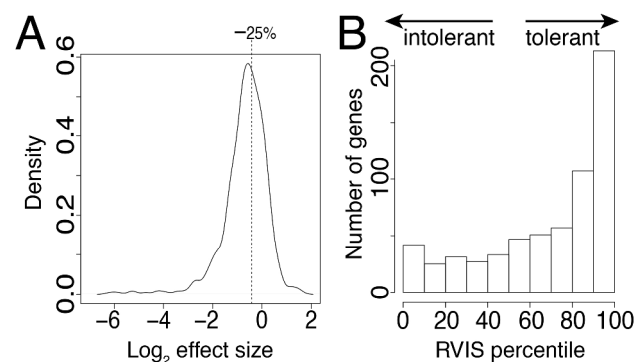 A
−25%
0.6
0.4
0.2
0.0
Density
−6 −4 −2 0 2
Log2 effect size
B
intolerant tolerant
200
100
0
Number of genes
0 20 40 60 80 100
RVIS percentile